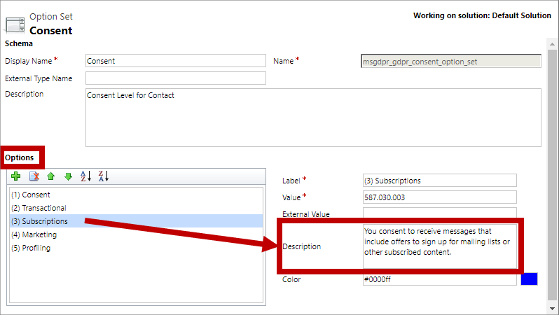 Option Set
Working on solution: Default Solution
Consent
Schema
Display Name * Consent Name * msgdpr_gdpr_consent_option_set
External Type Name
Description Consent Level for Contact
Options
Label * (3) Subscriptions
(1) Consent
Value * 587.030.003
(2) Transactional
External Value
(3) Subscriptions
(4) Marketing
(5) Profiling
Description You consent to receive messages that
include offers to sign up for mailing lists or
other subscribed content.
Color #0000ff